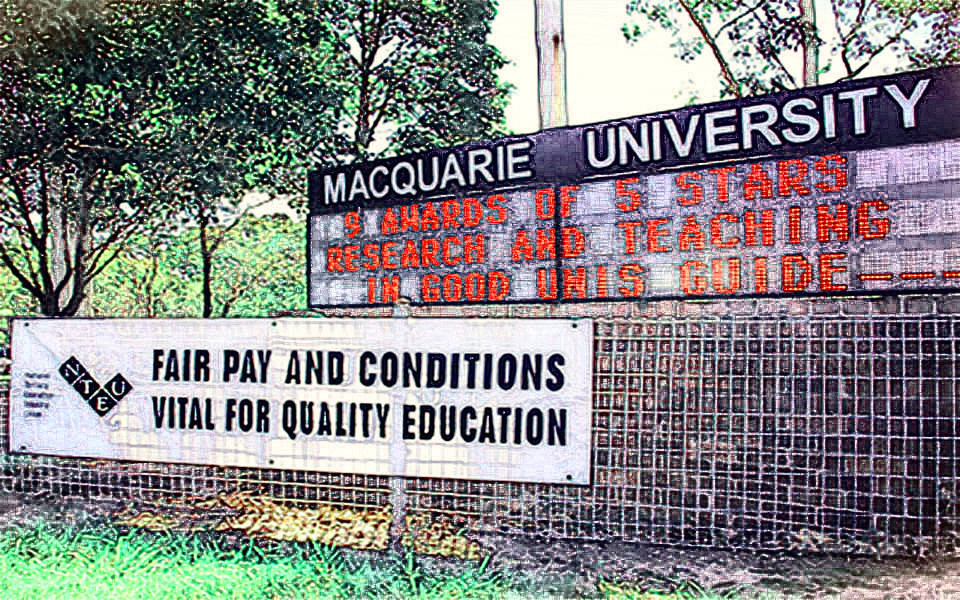 MACQUARIE UNIVERSITY
9 AWARDS OF 5 STARS
RESEARCH AND TEACHING
IN GOOD UNIS GUIDE----
NTEU
FAIR PAY AND CONDITIONS
VITAL FOR QUALITY EDUCATION